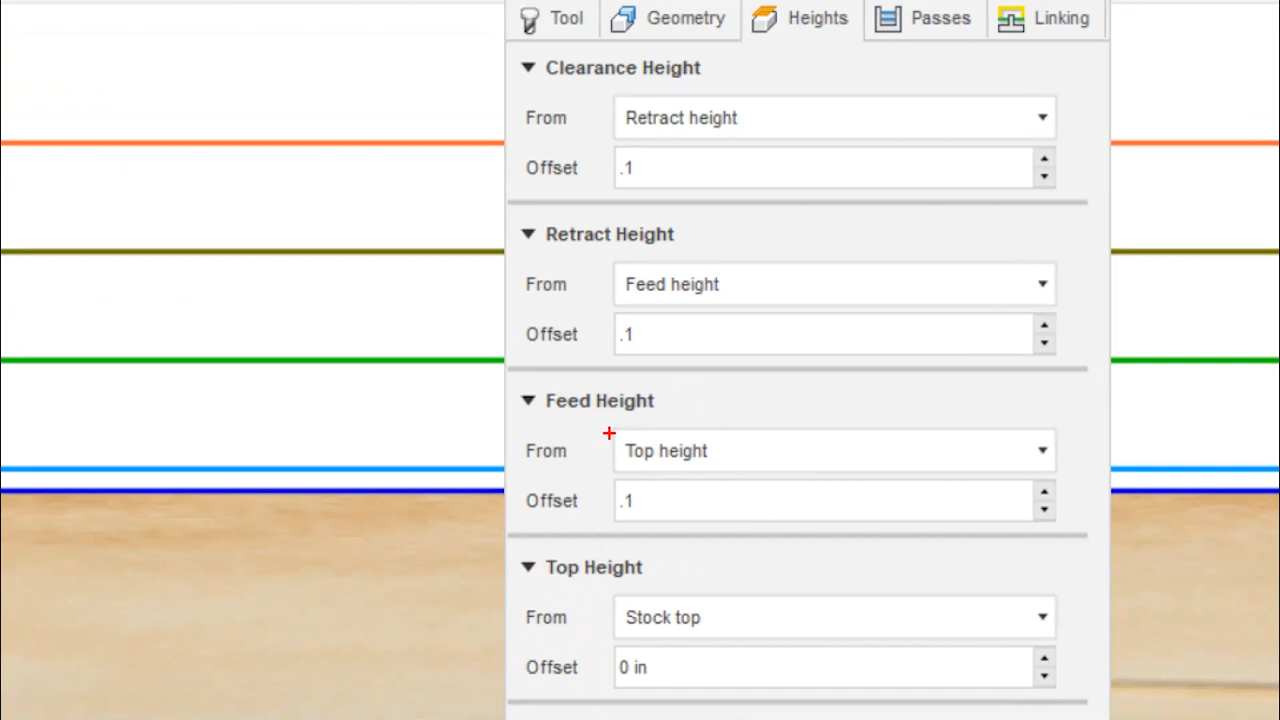 Tool Geometry Heights Passes Linking
Clearance Height
From Retract height
Offset .1
Retract Height
From Feed height
Offset .1
Feed Height
From Top height
Offset .1
Top Height
From Stock top
Offset 0 in